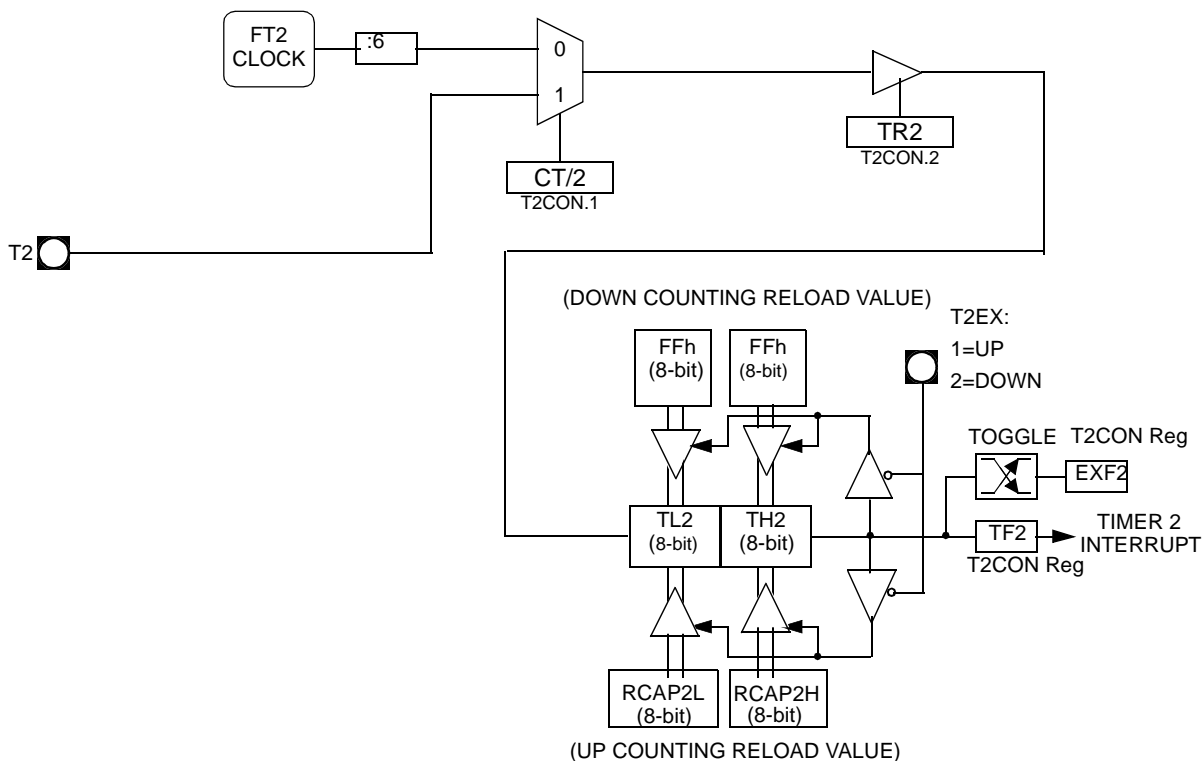 FT2
CLOCK
:6
0
1
TR2
T2CON.2
CT/2
T2CON.1
T2
(DOWN COUNTING RELOAD VALUE)
T2EX:
1=UP
2=DOWN
FFh
(8-bit)
FFh
(8-bit)
TOGGLE
T2CON Reg
EXF2
TL2
(8-bit)
TH2
(8-bit)
TF2
TIMER 2
INTERRUPT
T2CON Reg
RCAP2L
(8-bit)
RCAP2H
(8-bit)
(UP COUNTING RELOAD VALUE)